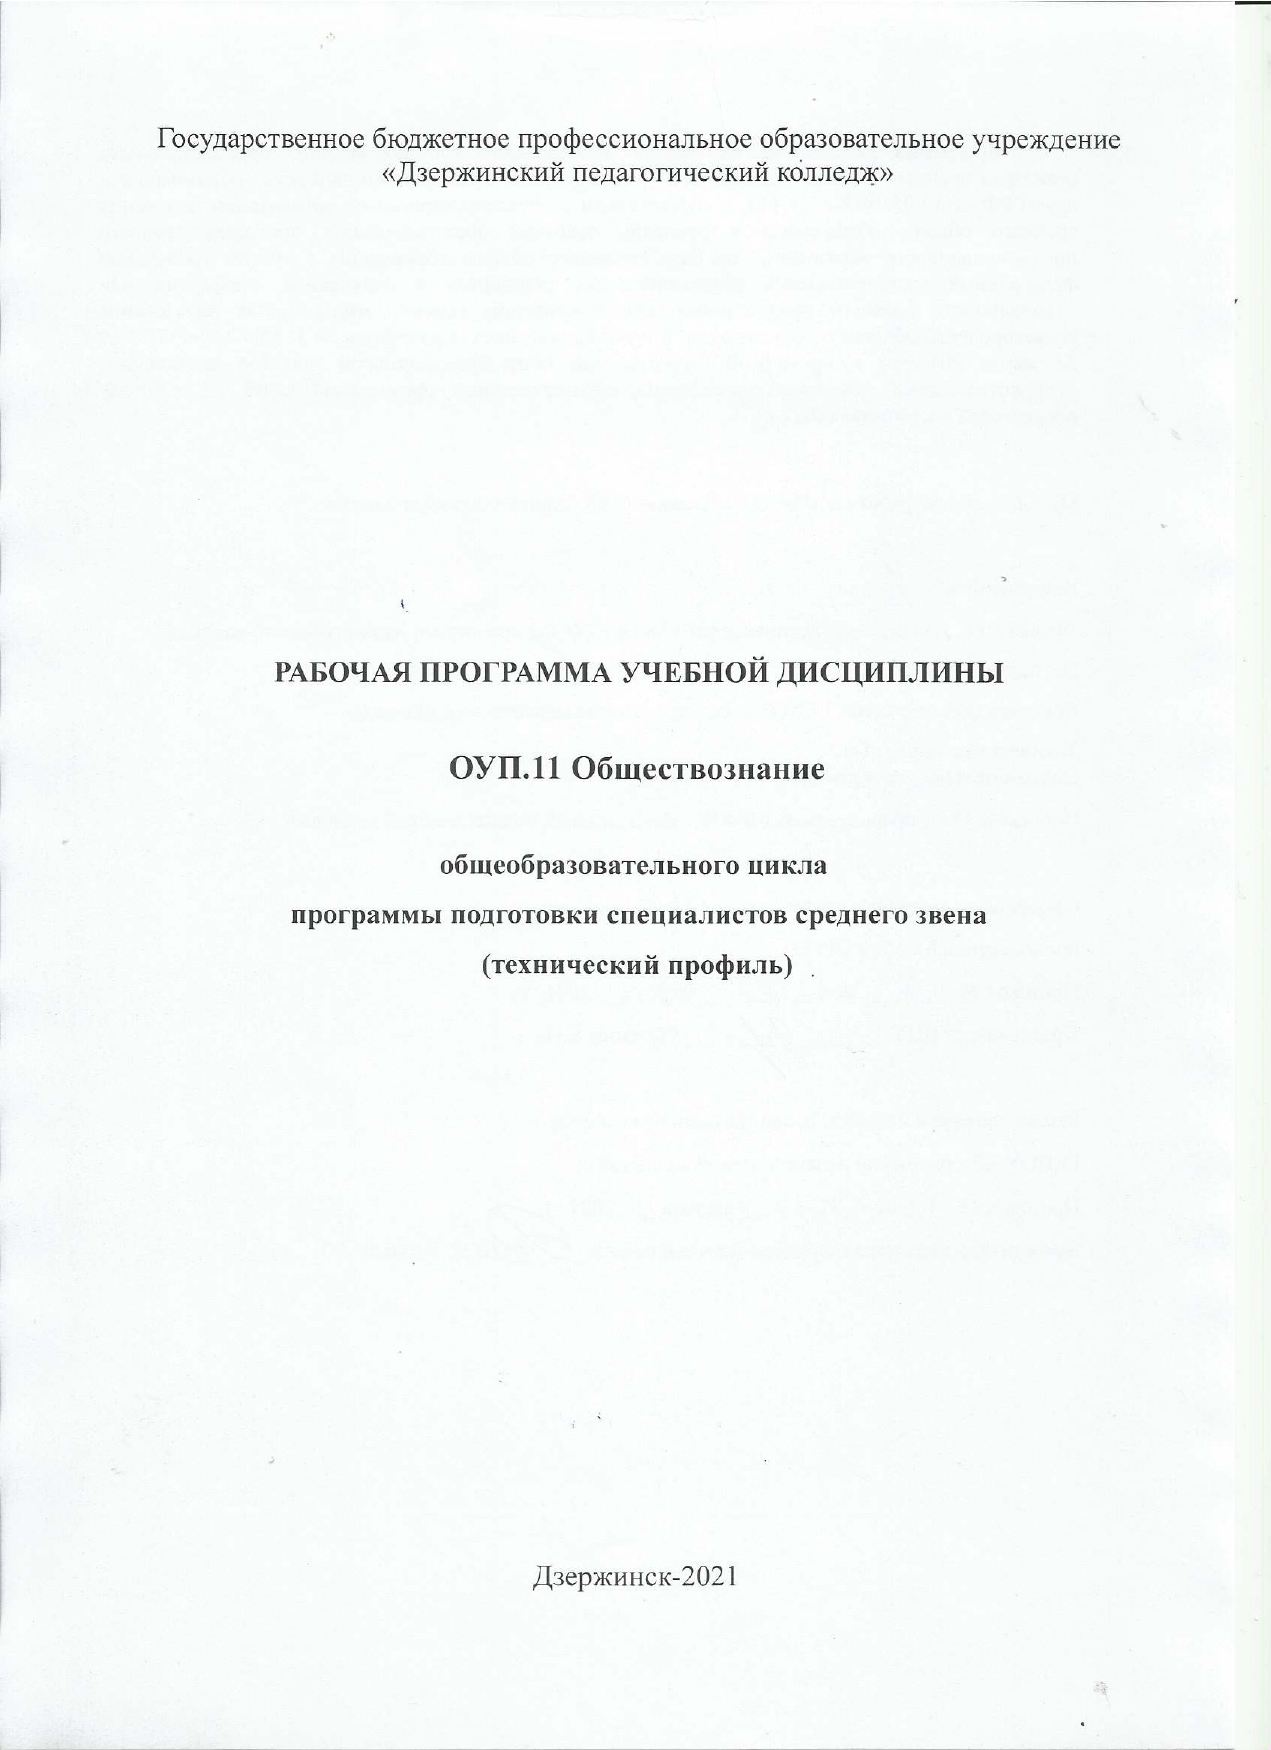 Государственное бюджетное профессиональное образовательное учреждение
«Дзержинский педагогический колледж»
РАБОЧАЯ ПРОГРАММА УЧЕБНОЙ ДИСЦИПЛИНЫ
ОУП.11 Обществознание
общеобразовательного цикла
программы подготовки специалистов среднего звена
(технический профиль)
Дзержинск-2021